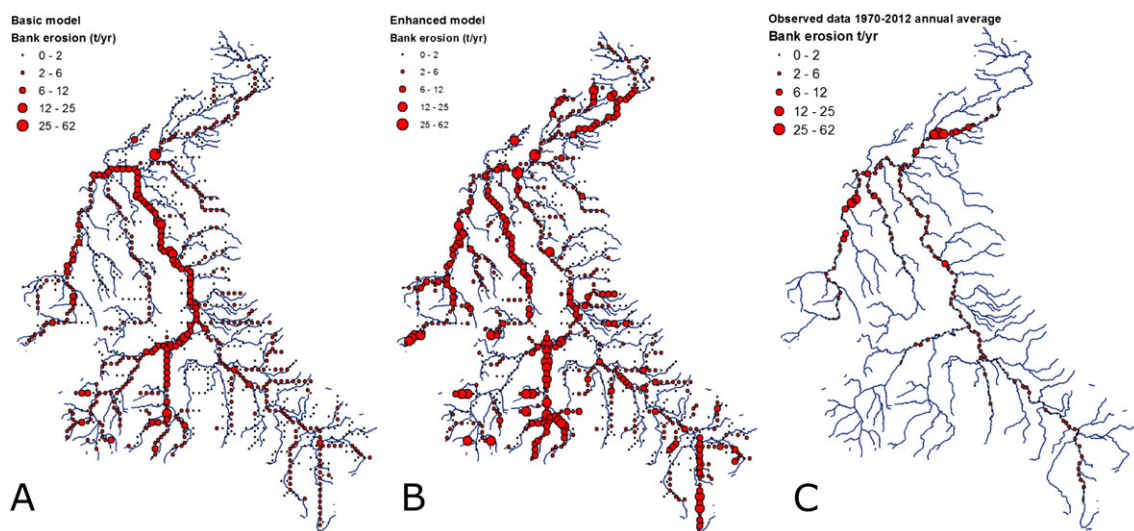 Basic model
Bank erosion (t/yr)
0 - 2
2 - 6
6 - 12
12 - 25
25 - 62
A
Enhanced model
Bank erosion (t/yr)
0 - 2
2 - 6
6 - 12
12 - 25
25 - 62
B
Observed data 1970-2012 annual average
Bank erosion t/yr
0 - 2
2 - 6
6 - 12
12 - 25
25 - 62
C